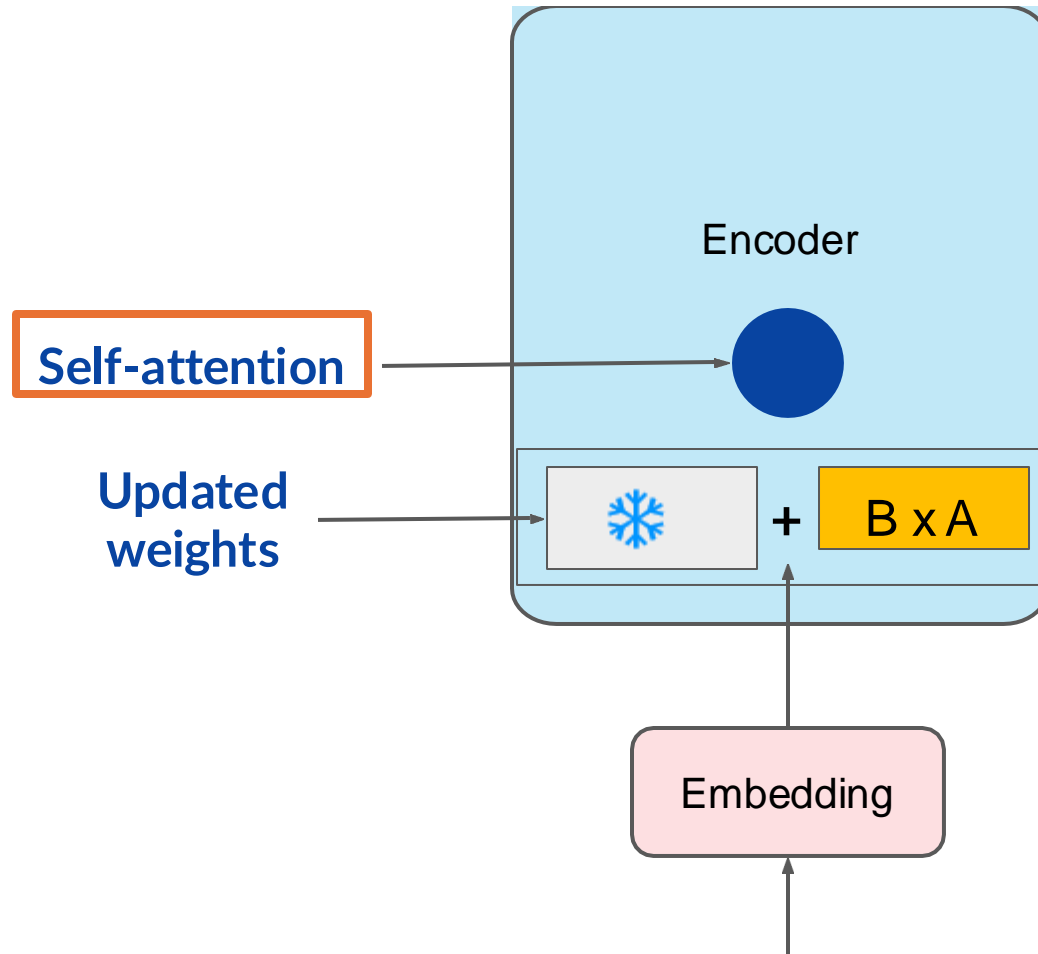 Encoder
Self-attention
Updated
weights
+
B x A
Embedding